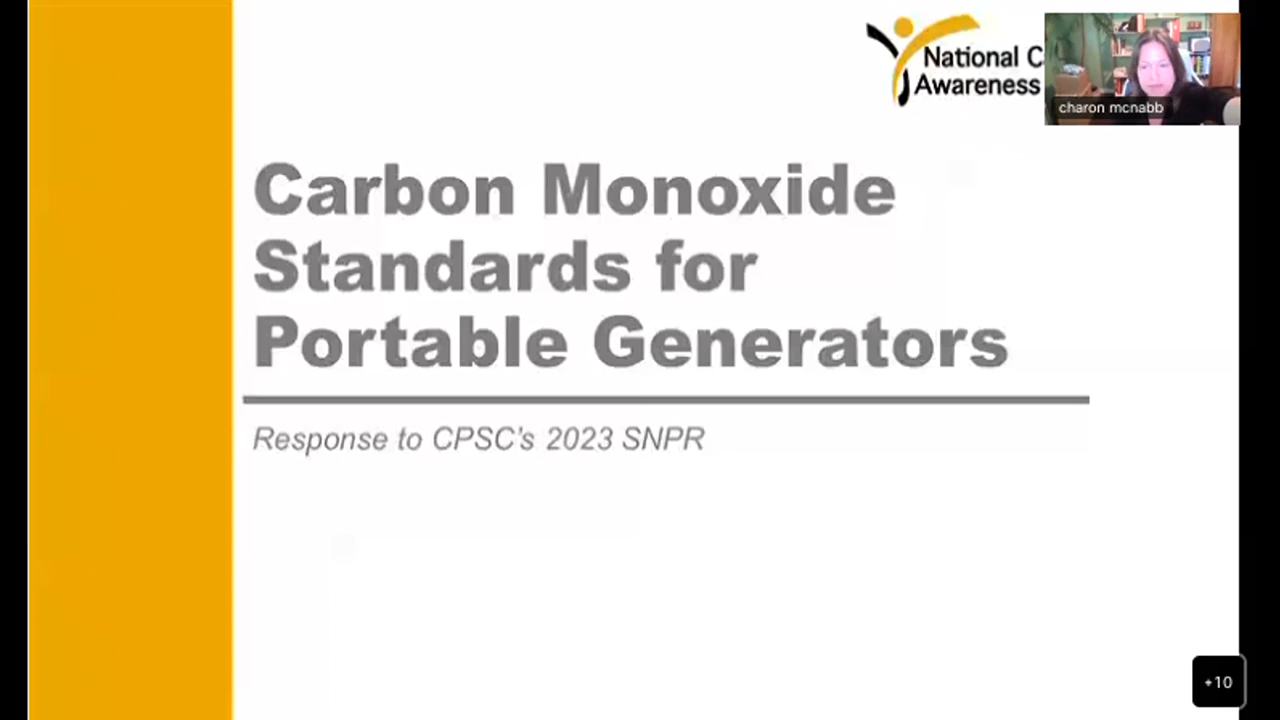 National C
Awareness
charon mcnabb
Carbon Monoxide
Standards for
Portable Generators
Response to CPSC's 2023 SNPR
+10